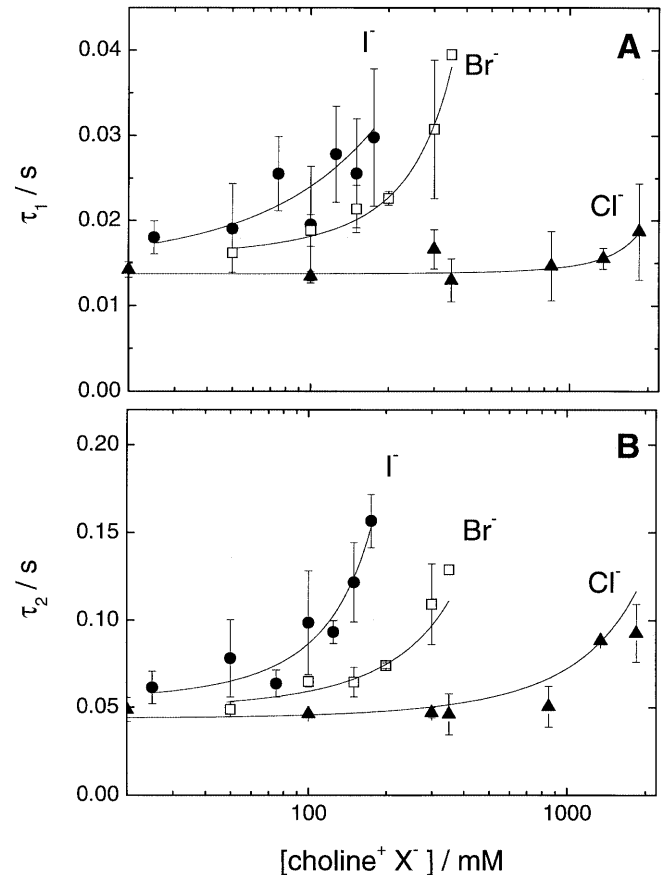 A
I⁻
Br⁻
Cl⁻
0.04
0.03
0.02
0.01
0.00
τ₁ / s
B
I⁻
Br⁻
Cl⁻
0.20
0.15
0.10
0.05
0.00
τ₂ / s
100
1000
[choline⁺ X⁻] / mM